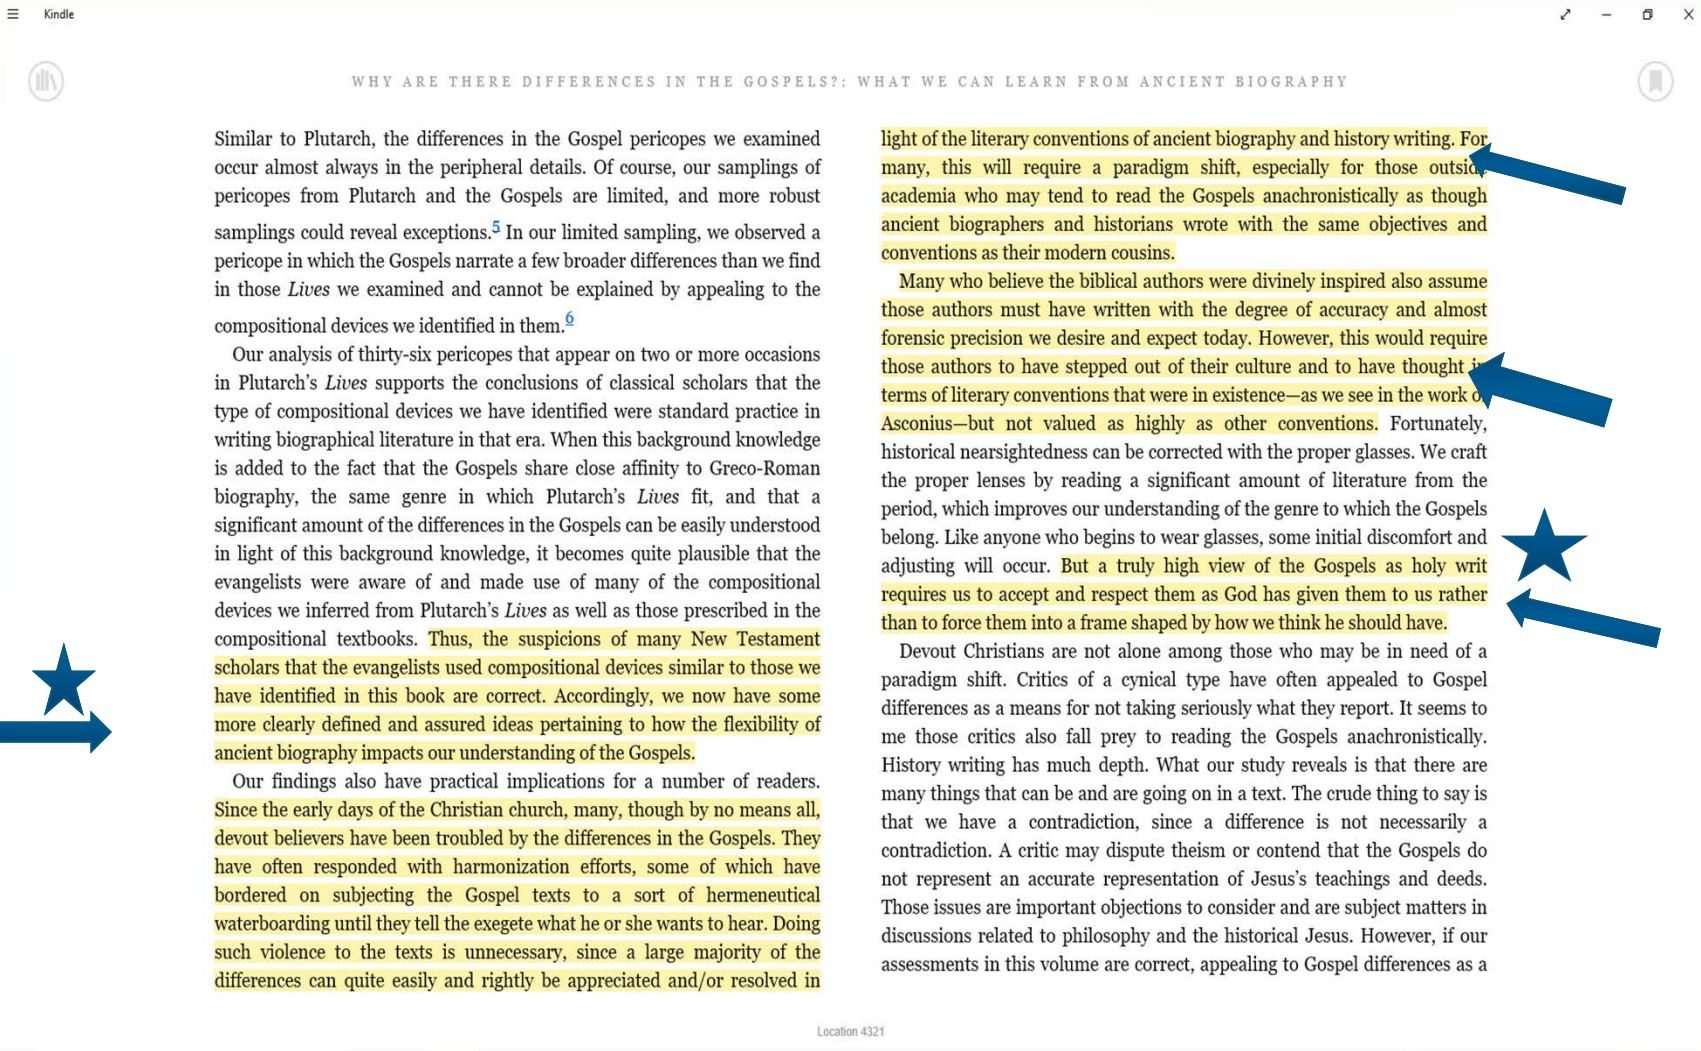 Kindle
WHY ARE THERE DIFFERENCES IN THE GOSPELS?: WHAT WE CAN LEARN FROM ANCIENT BIOGRAPHY
Similar to Plutarch, the differences in the Gospel pericopes we examined
occur almost always in the peripheral details. Of course, our samplings of
pericopes from Plutarch and the Gospels are limited, and more robust
samplings could reveal exceptions.5 In our limited sampling, we observed a
pericope in which the Gospels narrate a few broader differences than we find
in those Lives we examined and cannot be explained by appealing to the
compositional devices we identified in them.6
Our analysis of thirty-six pericopes that appear on two or more occasions
in Plutarch’s Lives supports the conclusions of classical scholars that the
type of compositional devices we have identified were standard practice in
writing biographical literature in that era. When this background knowledge
is added to the fact that the Gospels share close affinity to Greco-Roman
biography, the same genre in which Plutarch’s Lives fit, and that a
significant amount of the differences in the Gospels can be easily understood
in light of this background knowledge, it becomes quite plausible that the
evangelists were aware of and made use of many of the compositional
devices we inferred from Plutarch’s Lives as well as those prescribed in the
compositional textbooks. Thus, the suspicions of many New Testament
scholars that the evangelists used compositional devices similar to those we
have identified in this book are correct. Accordingly, we now have some
more clearly defined and assured ideas pertaining to how the flexibility of
ancient biography impacts our understanding of the Gospels.
Our findings also have practical implications for a number of readers.
Since the early days of the Christian church, many, though by no means all,
devout believers have been troubled by the differences in the Gospels. They
have often responded with harmonization efforts, some of which have
bordered on subjecting the Gospel texts to a sort of hermeneutical
waterboarding until they tell the exegete what he or she wants to hear. Doing
such violence to the texts is unnecessary, since a large majority of the
differences can quite easily and rightly be appreciated and/or resolved in
light of the literary conventions of ancient biography and history writing. For
many, this will require a paradigm shift, especially for those outside
academia who may tend to read the Gospels anachronistically as though
ancient biographers and historians wrote with the same objectives and
conventions as their modern cousins.
Many who believe the biblical authors were divinely inspired also assume
those authors must have written with the degree of accuracy and almost
forensic precision we desire and expect today. However, this would require
those authors to have stepped out of their culture and to have thought in
terms of literary conventions that were in existence—as we see in the work of
Asconius—but not valued as highly as other conventions. Fortunately,
historical nearsightedness can be corrected with the proper glasses. We craft
the proper lenses by reading a significant amount of literature from the
period, which improves our understanding of the genre to which the Gospels
belong. Like anyone who begins to wear glasses, some initial discomfort and
adjusting will occur. But a truly high view of the Gospels as holy writ
requires us to accept and respect them as God has given them to us rather
than to force them into a frame shaped by how we think he should have.
Devout Christians are not alone among those who may be in need of a
paradigm shift. Critics of a cynical type have often appealed to Gospel
differences as a means for not taking seriously what they report. It seems to
me those critics also fall prey to reading the Gospels anachronistically.
History writing has much depth. What our study reveals is that there are
many things that can be and are going on in a text. The crude thing to say is
that we have a contradiction, since a difference is not necessarily a
contradiction. A critic may dispute theism or contend that the Gospels do
not represent an accurate representation of Jesus’s teachings and deeds.
Those issues are important objections to consider and are subject matters in
discussions related to philosophy and the historical Jesus. However, if our
assessments in this volume are correct, appealing to Gospel differences as a
Location 4321